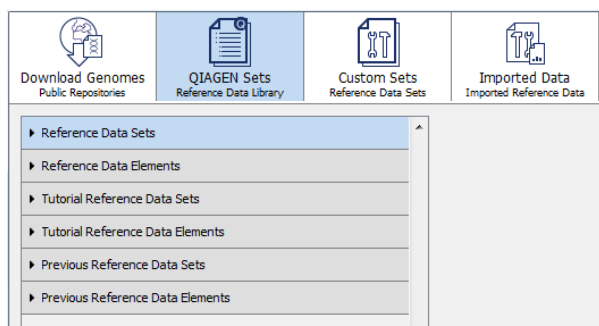 Download Genomes
Public Repositories
QIAGEN Sets
Reference Data Library
Custom Sets
Reference Data Sets
Imported Data
Imported Reference Data
Reference Data Sets
Reference Data Elements
Tutorial Reference Data Sets
Tutorial Reference Data Elements
Previous Reference Data Sets
Previous Reference Data Elements